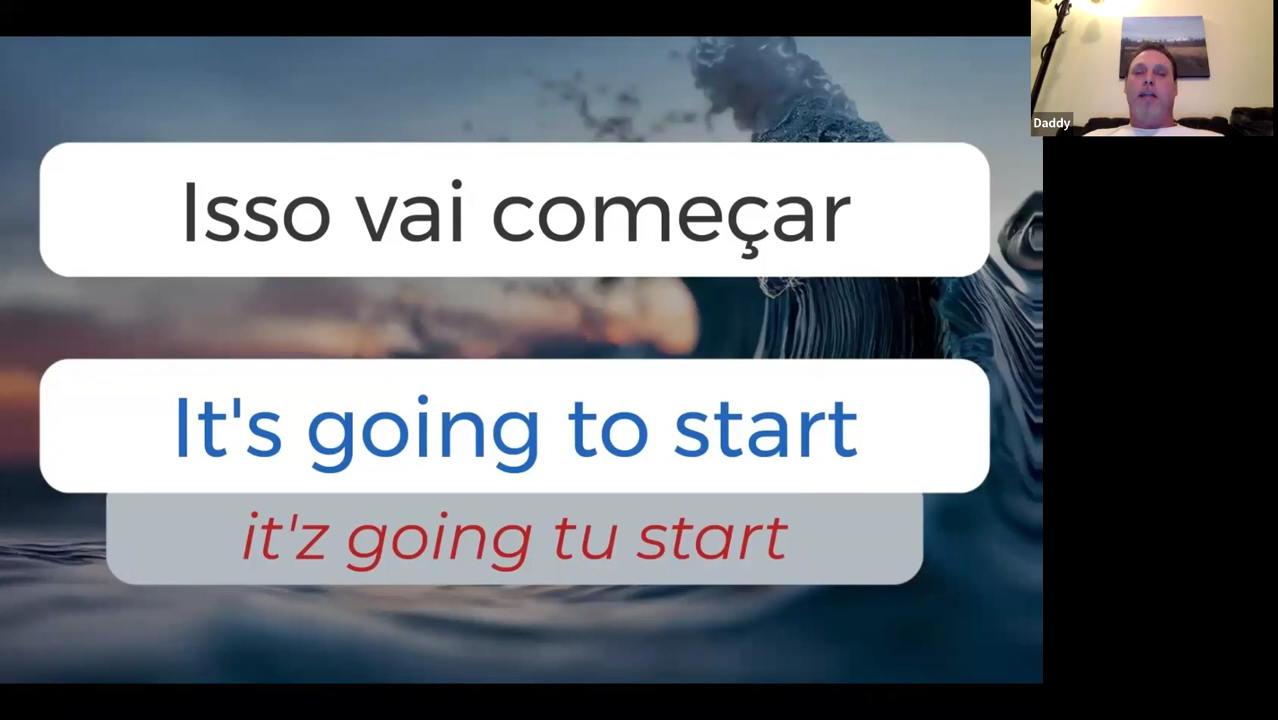 Daddy
Isso vai começar
It's going to start
it'z going tu start